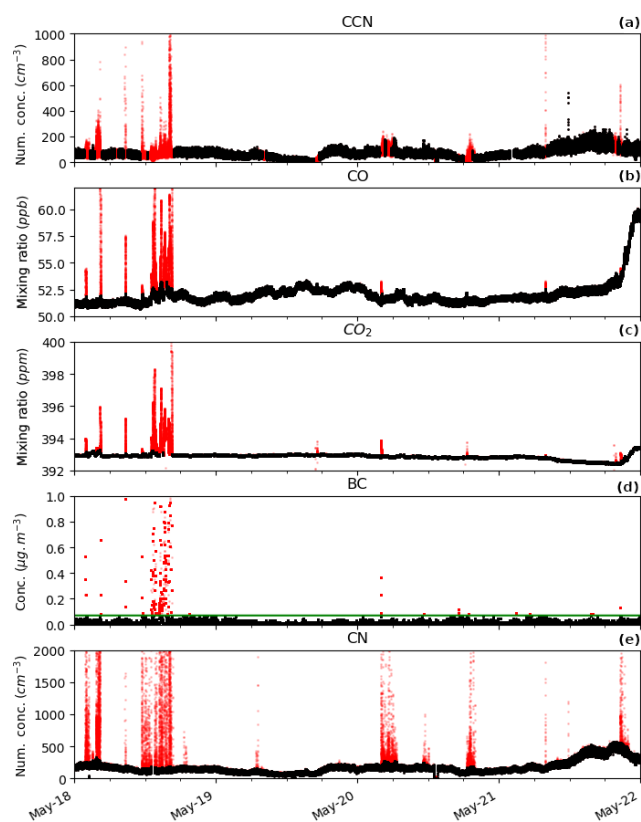 CCN
(a)
Num. conc. (cm⁻³)
1000
800
600
400
200
0
CO
(b)
Mixing ratio (ppb)
60.0
57.5
55.0
52.5
50.0
CO₂
(c)
Mixing ratio (ppm)
400
398
396
394
392
BC
(d)
Conc. (μg.m⁻³)
1.0
0.8
0.6
0.4
0.2
0.0
CN
(e)
Num. conc. (cm⁻³)
2000
1500
1000
500
0
May-18
May-19
May-20
May-21
May-22